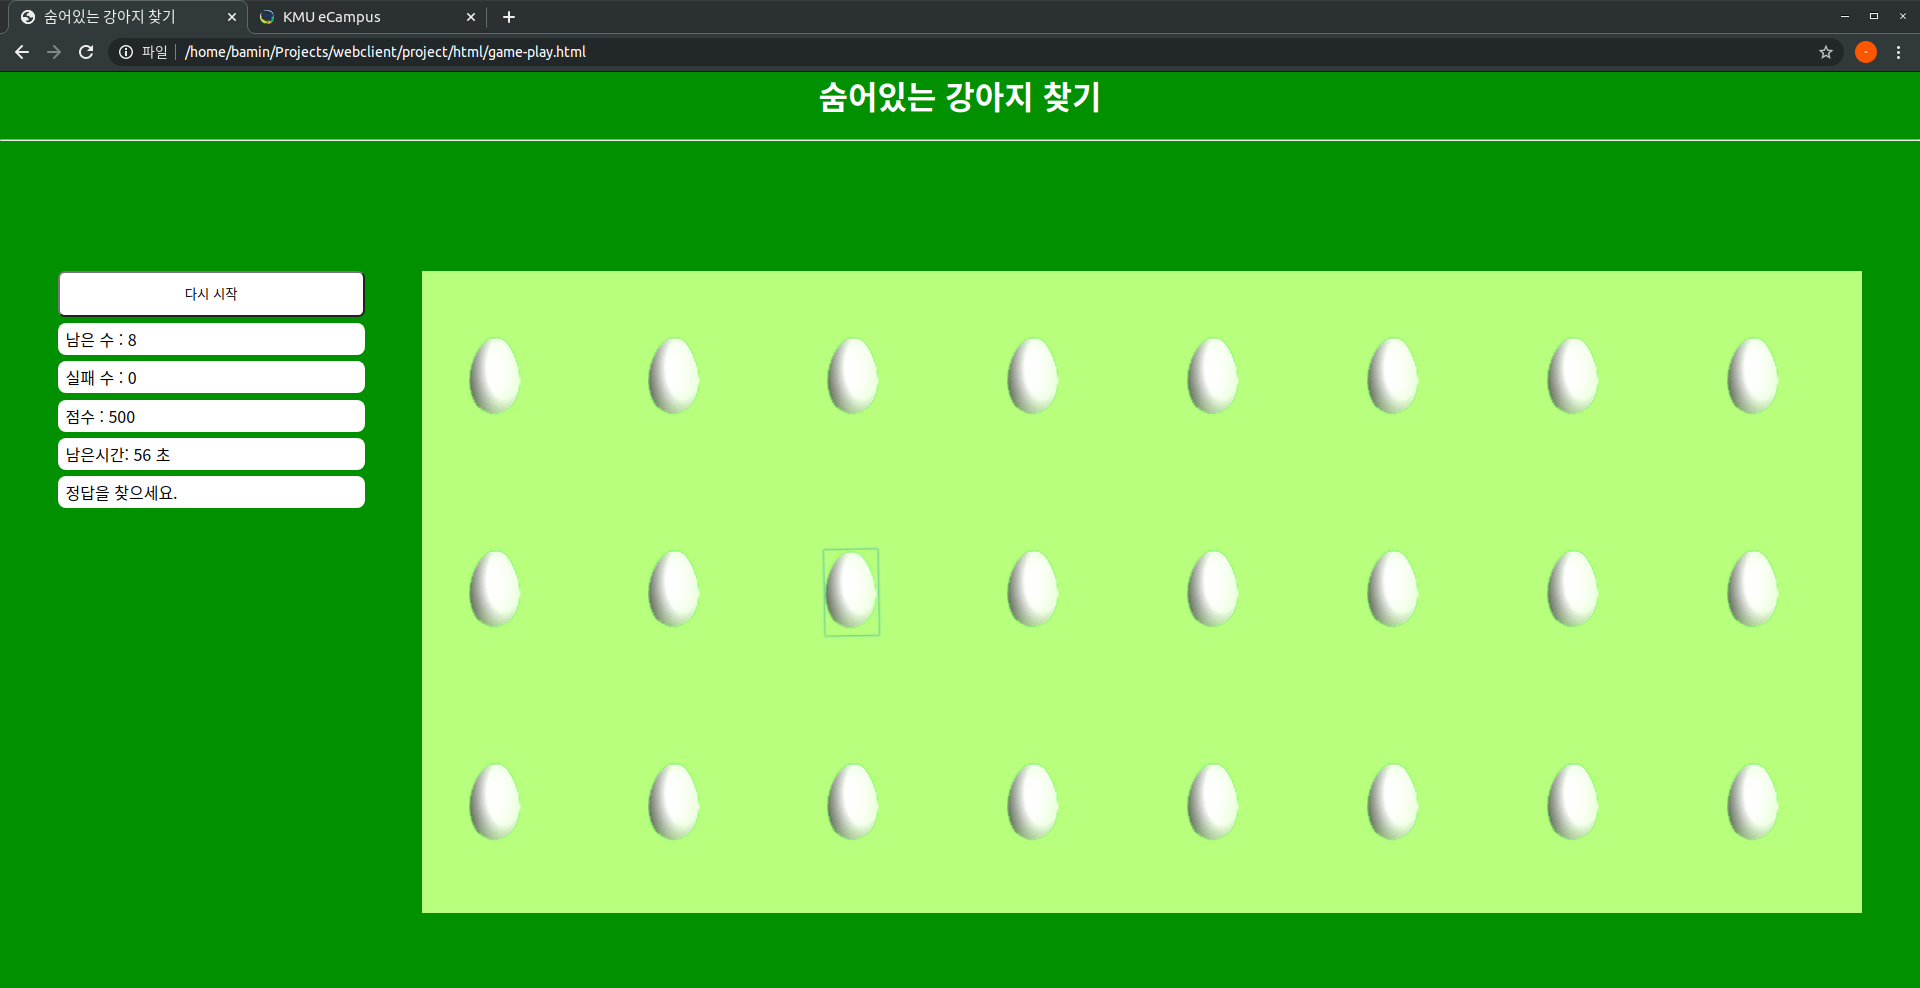 숨어있는 강아지 찾기
KMU eCampus
파일 /home/bamin/Projects/webclient/project/html/game-play.html
숨어있는 강아지 찾기
다시 시작
남은 수 : 8
실패 수 : 0
점수 : 500
남은시간: 56 초
정답을 찾으세요.